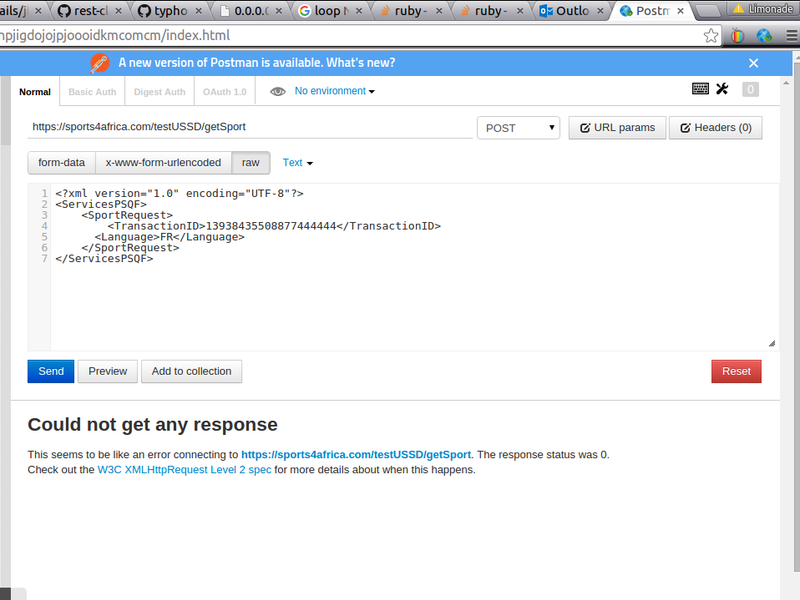 ails/j × rest-cl × typho × 0.0.0.0 × loop N × ruby - × ruby - × Outlo × Postm × Limonade
npjigdojojpjoooidkmcomcm/index.html
A new version of Postman is available. What's new? ×
Normal Basic Auth Digest Auth OAuth 1.0 No environment 0
https://sports4africa.com/testUSSD/getSport POST URL params Headers (0)
form-data x-www-form-urlencoded raw Text
1 <?xml version="1.0" encoding="UTF-8"?>
2 <ServicesPSQF>
3 <SportRequest>
4 <TransactionID>13938435508877444444</TransactionID>
5 <Language>FR</Language>
6 </SportRequest>
7 </ServicesPSQF>
Send Preview Add to collection Reset
Could not get any response
This seems to be like an error connecting to https://sports4africa.com/testUSSD/getSport. The response status was 0.
Check out the W3C XMLHttpRequest Level 2 spec for more details about when this happens.